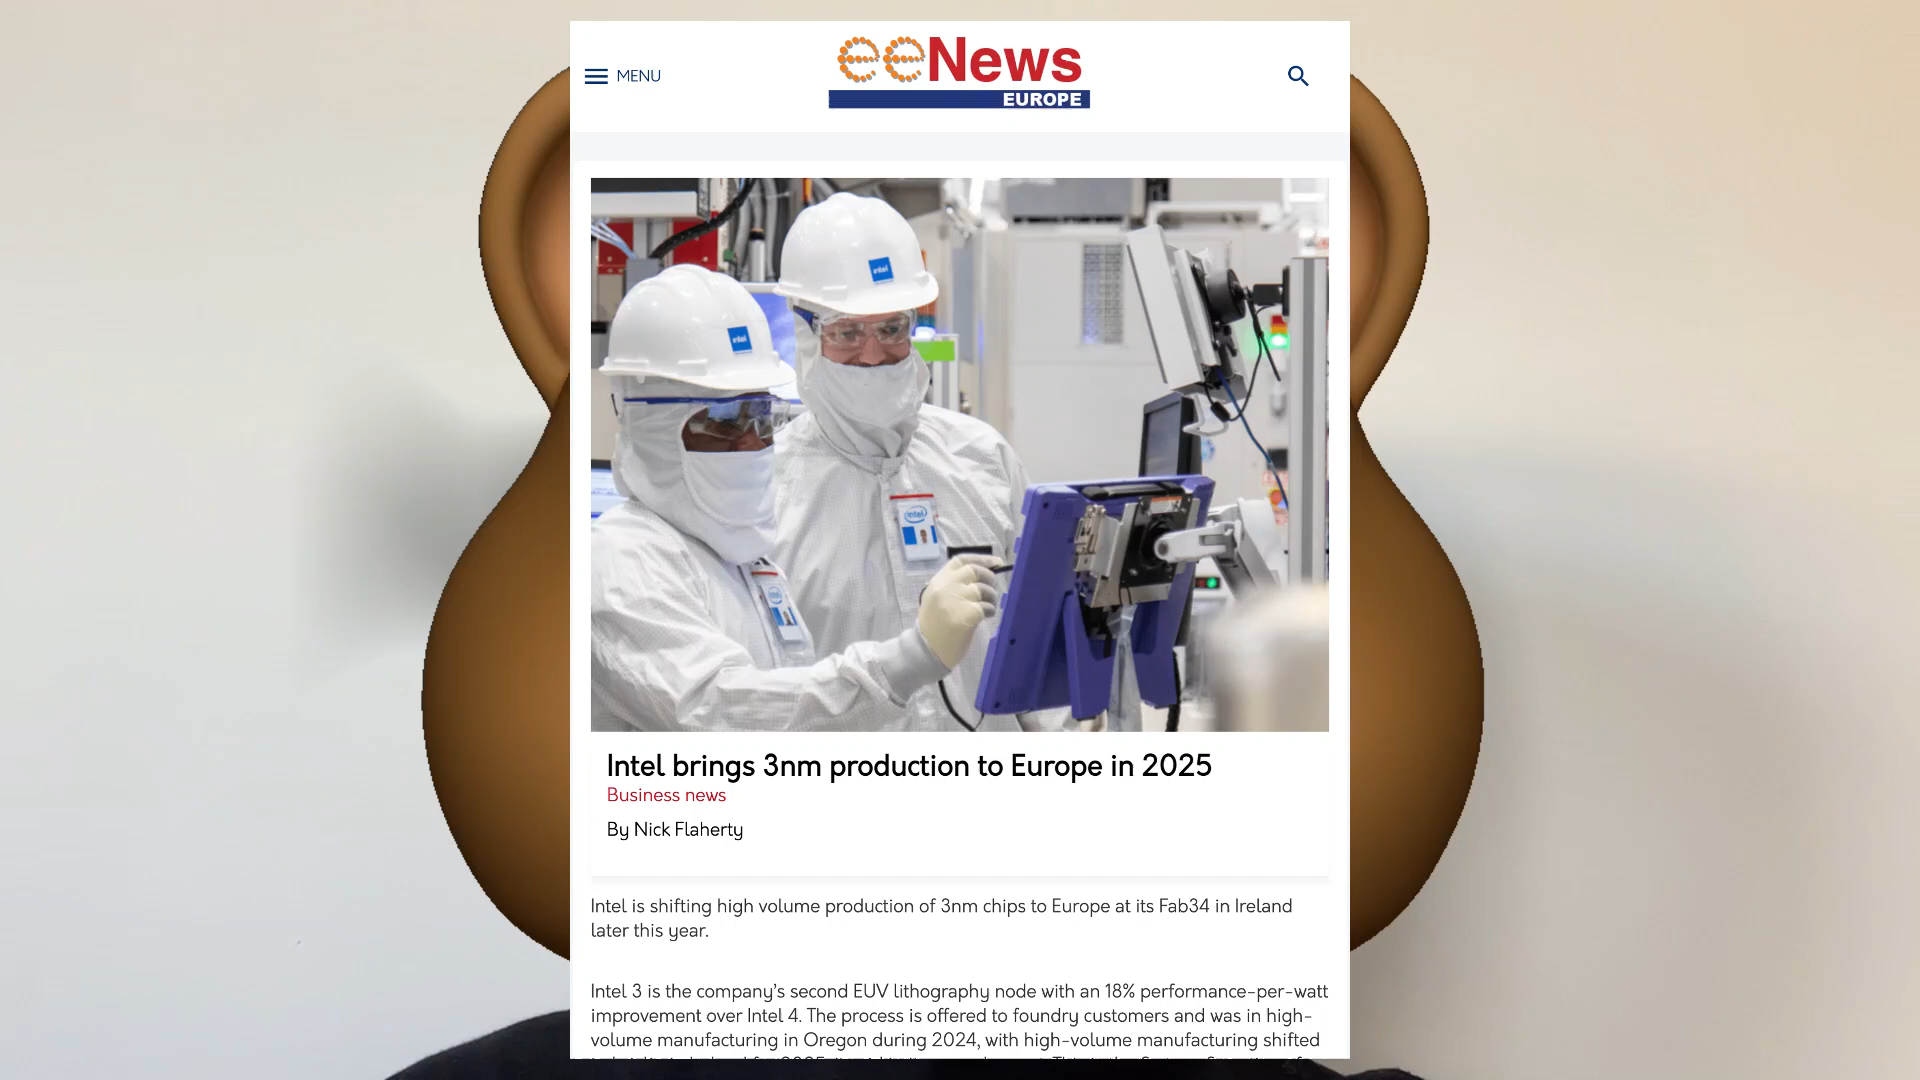 MENU
eeNews
EUROPE
intel
intel
intel
intel
Intel brings 3nm production to Europe in 2025
Business news
By Nick Flaherty
Intel is shifting high volume production of 3nm chips to Europe at its Fab34 in Ireland
later this year.
Intel 3 is the company's second EUV lithography node with an 18% performance-per-watt
improvement over Intel 4. The process is offered to foundry customers and was in high-
volume manufacturing in Oregon during 2024, with high-volume manufacturing shifted